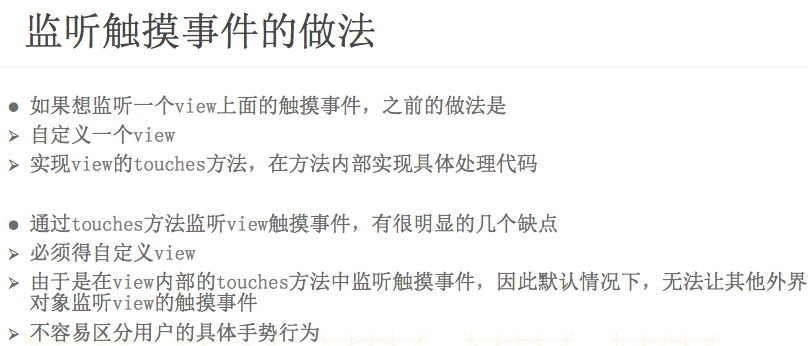 监听触摸事件的做法
● 如果想监听一个view上面的触摸事件，之前的做法是
➢ 自定义一个view
➢ 实现view的touches方法，在方法内部实现具体处理代码
● 通过touches方法监听view触摸事件，有很明显的几个缺点
➢ 必须得自定义view
➢ 由于是在view内部的touches方法中监听触摸事件，因此默认情况下，无法让其他外界
对象监听view的触摸事件
➢ 不容易区分用户的具体手势行为